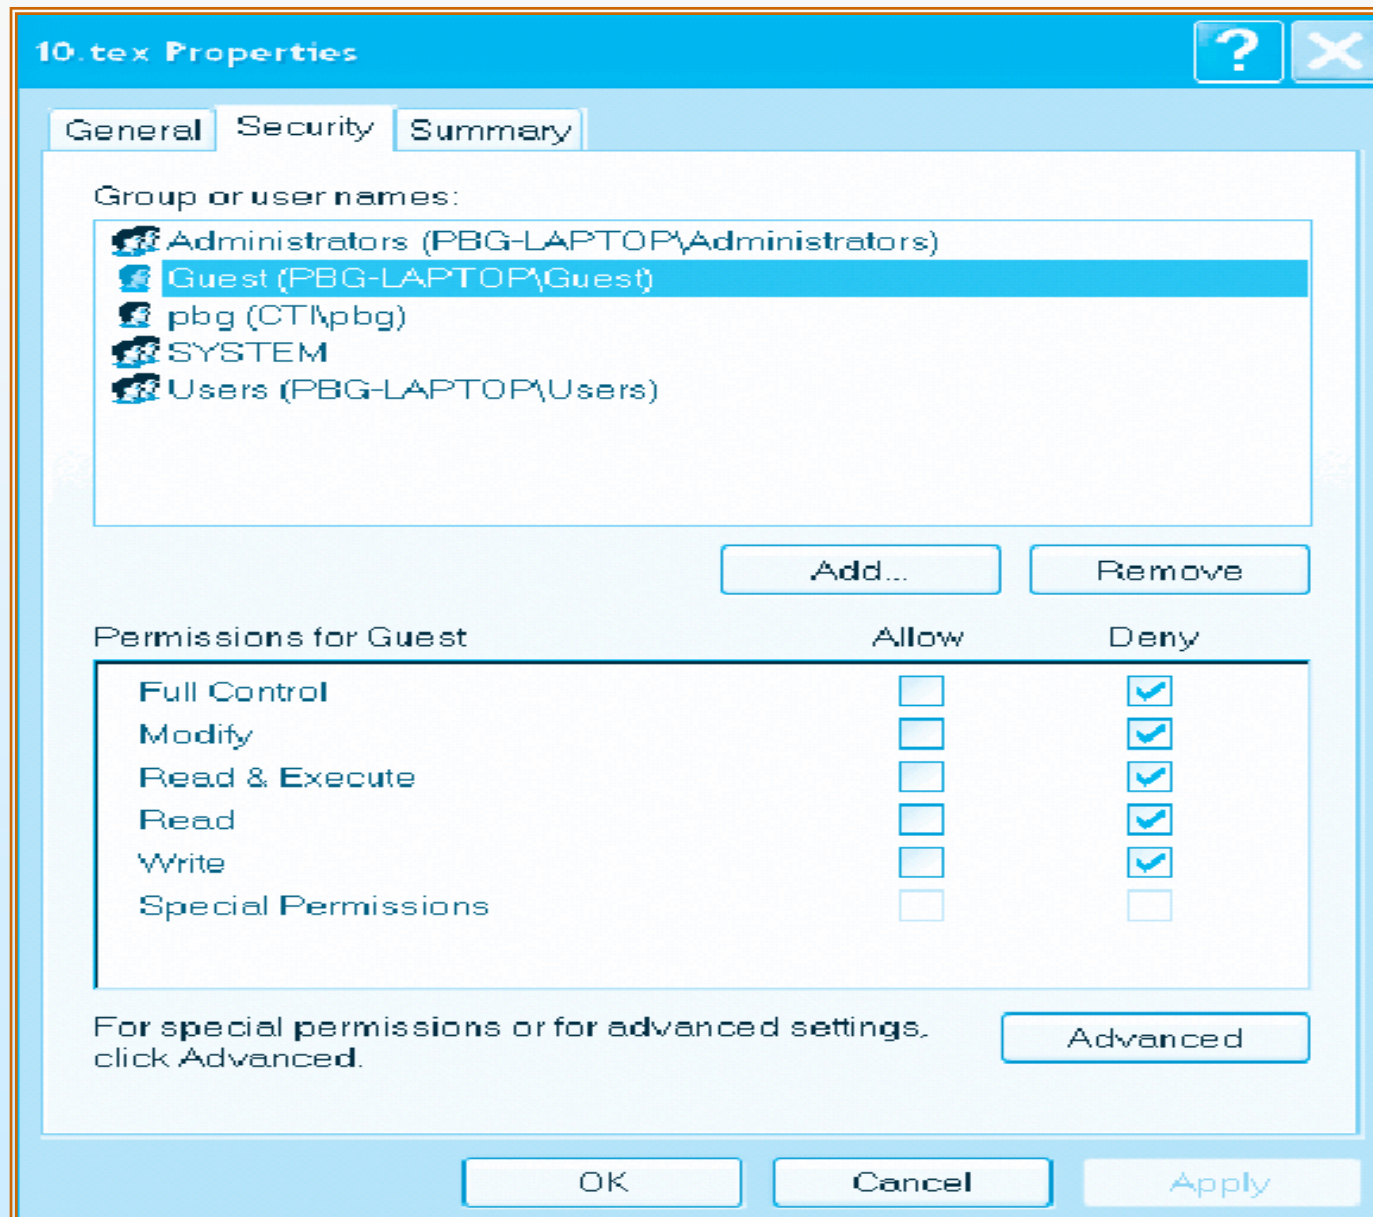 10.tex Properties
?
General Security Summary
Group or user names:
Administrators (PBG-LAPTOP\Administrators)
Guest (PBG-LAPTOP\Guest)
pbg (CTI\pbg)
SYSTEM
Users (PBG-LAPTOP\Users)
Add... Remove
Permissions for Guest Allow Deny
Full Control
Modify
Read & Execute
Read
Write
Special Permissions
For special permissions or for advanced settings,
click Advanced.
Advanced
OK Cancel Apply